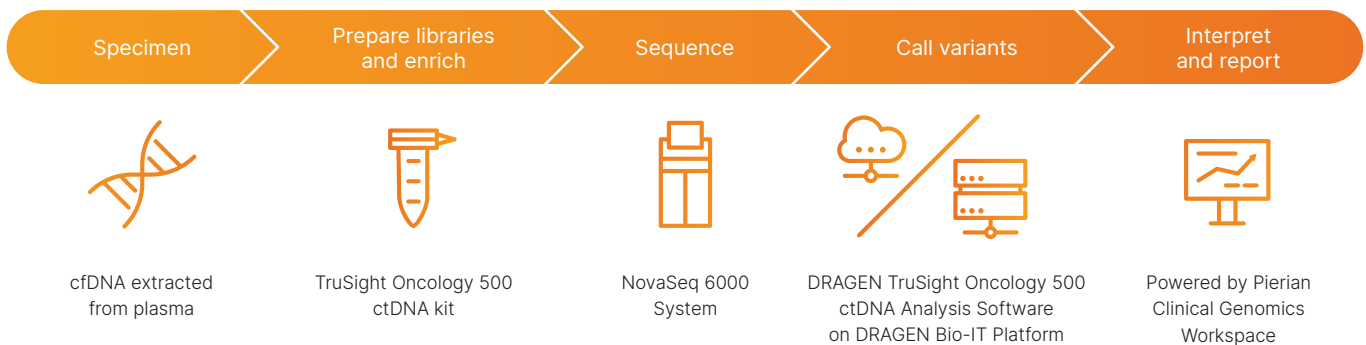 Specimen
Prepare libraries
and enrich
Sequence
Call variants
Interpret
and report
cfDNA extracted
from plasma
TruSight Oncology 500
ctDNA kit
NovaSeq 6000
System
DRAGEN TruSight Oncology 500
ctDNA Analysis Software
on DRAGEN Bio-IT Platform
Powered by Pierian
Clinical Genomics
Workspace